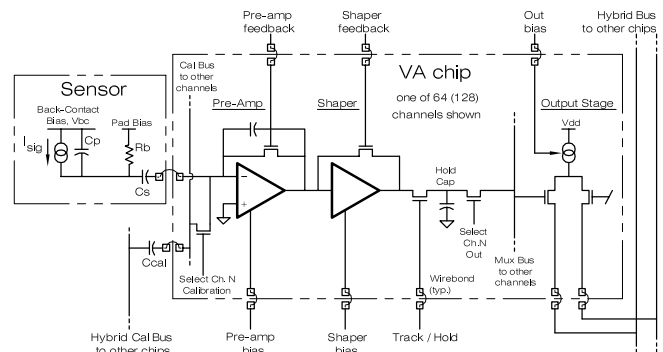 Pre-amp
feedback
Shaper
feedback
Out
bias
Hybrid Bus
to other chips
Sensor
Back-Contact
Bias, Vbc
Pad Bias
Isig
Cp
Rb
Cs
Cal Bus
to other
channels
VA chip
one of 64 (128)
channels shown
Pre-Amp
Shaper
Output Stage
Vdd
Hold
Cap
Select
Ch.N
Out
Mux Bus
to other
channels
Ccal
Select Ch. N
Calibration
Wirebond
(typ.)
Hybrid Cal Bus
to other chips
Pre-amp
bias
Shaper
bias
Track / Hold